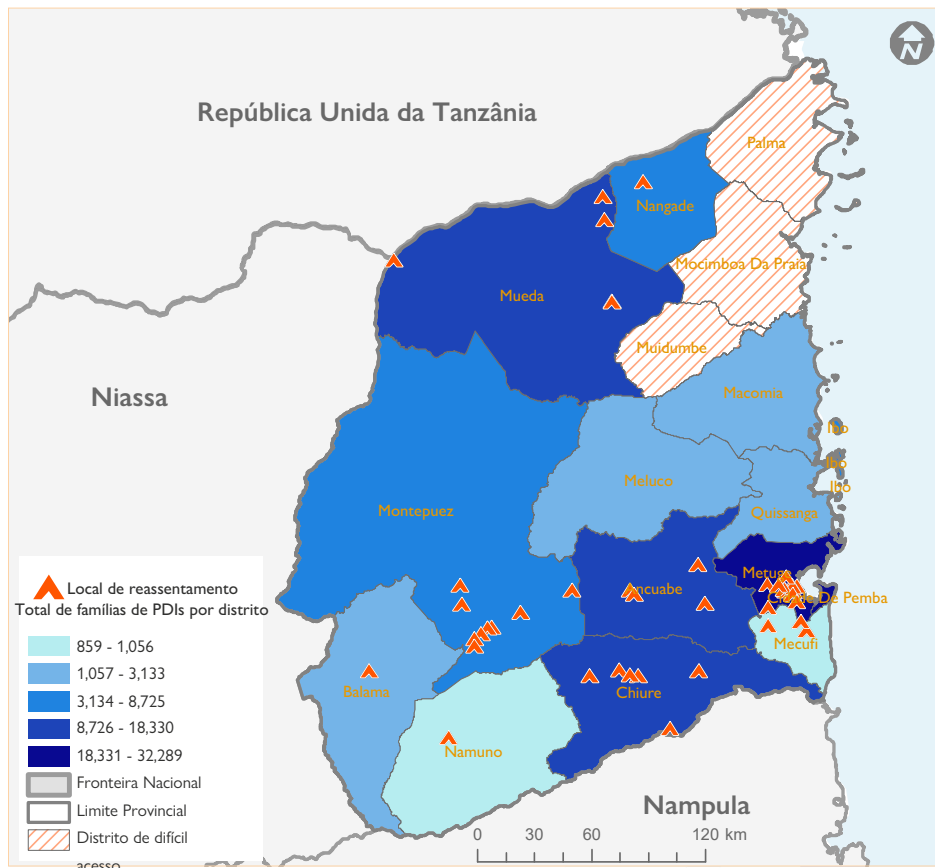 N
República Unida da Tanzânia
Palma
Nangade
Mocimboa Da Praia
Mueda
Muidumbe
Niassa
Macomia
Ibo
Ibo
Meluco
Ibo
Montepuez
Quissanga
Metuge
De Pemba
Mecufi
Balama
Chiure
Namuno
Nampula
Local de reassentamento
Total de famílias de PDIs por distrito
859 - 1,056
1,057 - 3,133
3,134 - 8,725
8,726 - 18,330
18,331 - 32,289
Fronteira Nacional
Limite Provincial
Distrito de difícil
acesso
0 30 60 120 km